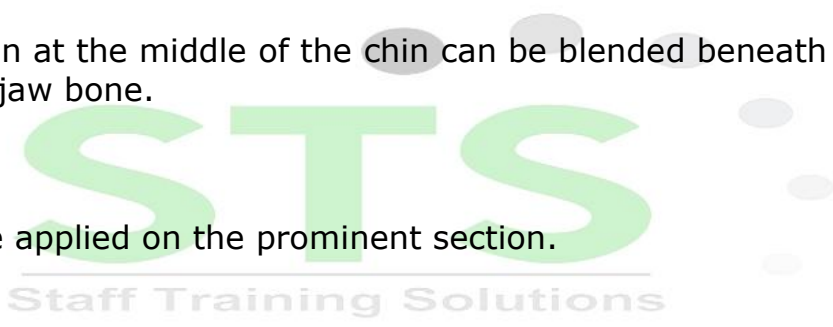 n at the middle of the chin can be blended beneath
jaw bone.
STS
e applied on the prominent section.
Staff Training Solutions